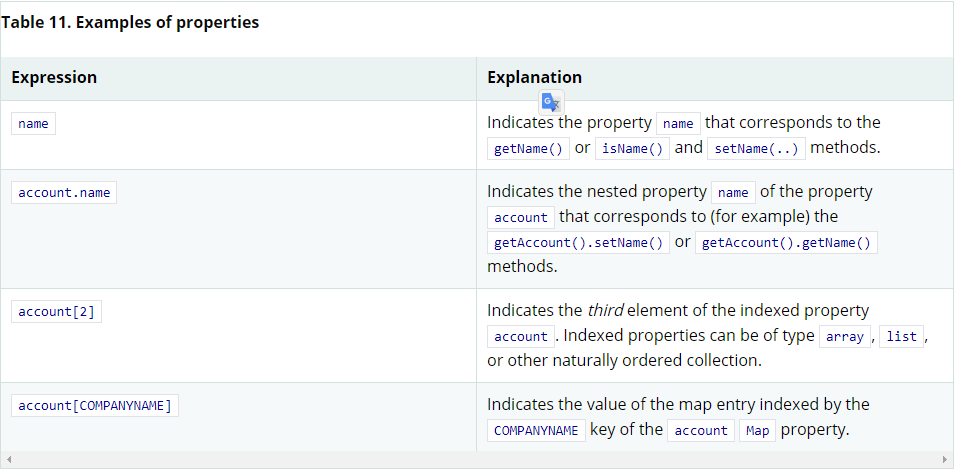 Table 11. Examples of properties
Expression
Explanation
name
Indicates the property name that corresponds to the
getName() or isName() and setName(..) methods.
account.name
Indicates the nested property name of the property
account that corresponds to (for example) the
getAccount().setName() or getAccount().getName()
methods.
account[2]
Indicates the third element of the indexed property
account. Indexed properties can be of type array, list,
or other naturally ordered collection.
account[COMPANYNAME]
Indicates the value of the map entry indexed by the
COMPANYNAME key of the account Map property.